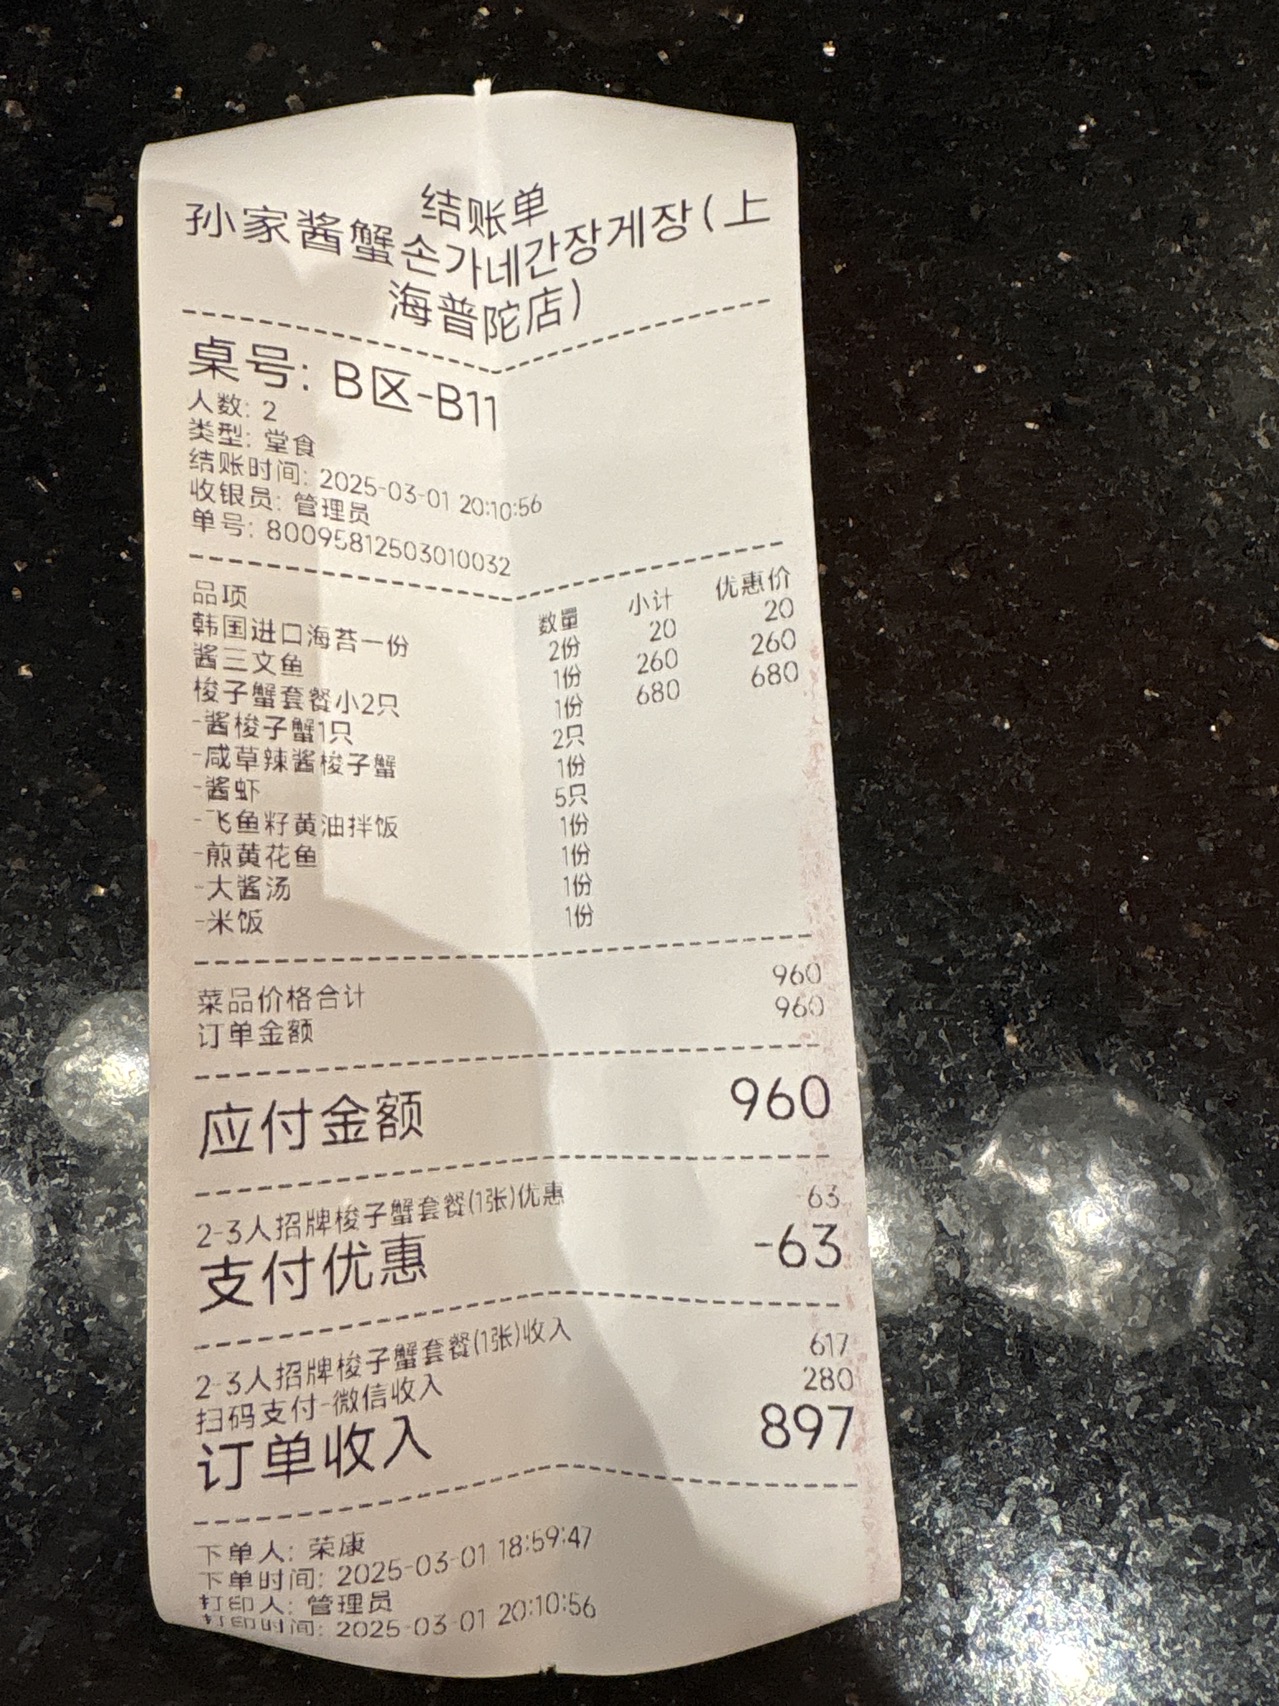 结账单
孙家酱蟹손가네간장게장(上
海普陀店)
桌号: B区-B11
人数: 2
类型: 堂食
结账时间: 2025-03-01 20:10:56
收银员: 管理员
单号: 80095812503010032
品项 数量 小计 优惠价
韩国进口海苔一份 2份 20 20
酱三文鱼 1份 260 260
梭子蟹套餐小2只 1份 680 680
-酱梭子蟹1只 2只
-咸草辣酱梭子蟹 1份
-酱虾 5只
-飞鱼籽黄油拌饭 1份
-煎黄花鱼 1份
-大酱汤 1份
-米饭 1份
菜品价格合计 960
订单金额 960
应付金额 960
2-3人招牌梭子蟹套餐(1张)优惠 63
支付优惠 -63
2-3人招牌梭子蟹套餐(1张)收入 617
扫码支付-微信收入 280
订单收入 897
下单人: 荣康
下单时间: 2025-03-01 18:59:47
打印人: 管理员
打印时间: 2025-03-01 20:10:56